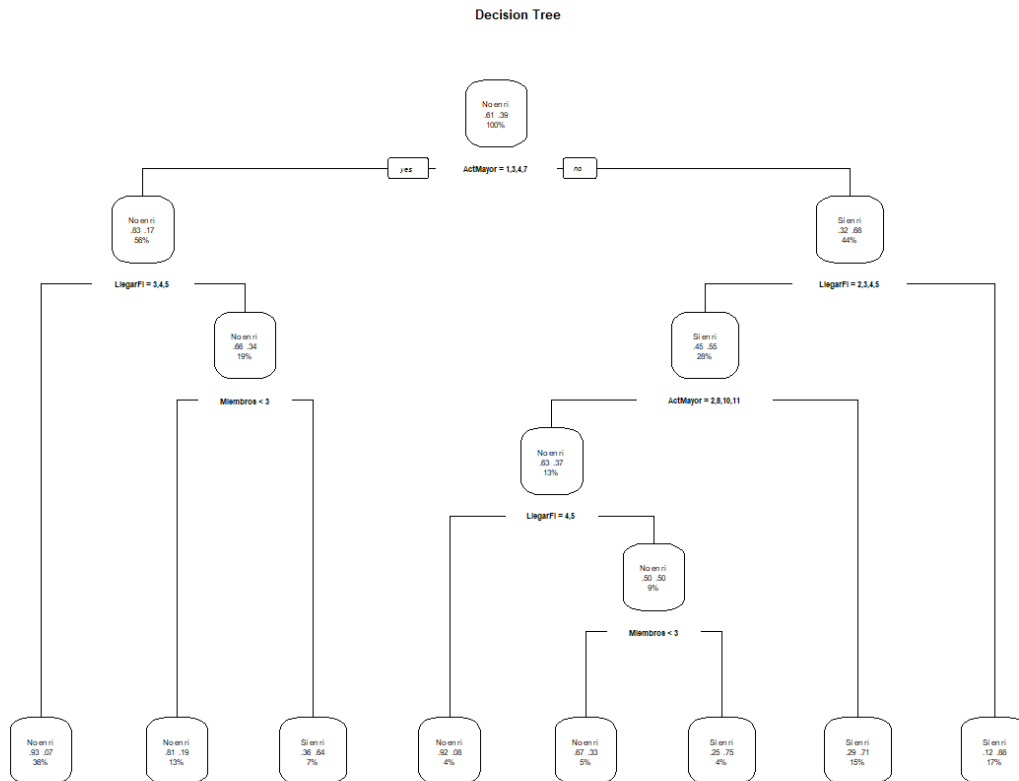 Decision Tree
No en ri
.61 .39
100%
yes
ActMayor = 1,3,4,7
no
No en ri
.83 .17
56%
Sí en ri
.32 .68
44%
LlegarFi = 3,4,5
LlegarFi = 2,3,4,5
No en ri
.66 .34
19%
Sí en ri
.45 .55
28%
Miembros < 3
ActMayor = 2,8,10,11
No en ri
.63 .37
13%
LlegarFi = 4,5
No en ri
.50 .50
9%
Miembros < 3
No en ri
.93 .07
36%
No en ri
.81 .19
13%
Sí en ri
.36 .64
7%
No en ri
.92 .08
4%
No en ri
.67 .33
5%
Sí en ri
.25 .75
4%
Sí en ri
.29 .71
15%
Sí en ri
.12 .88
17%